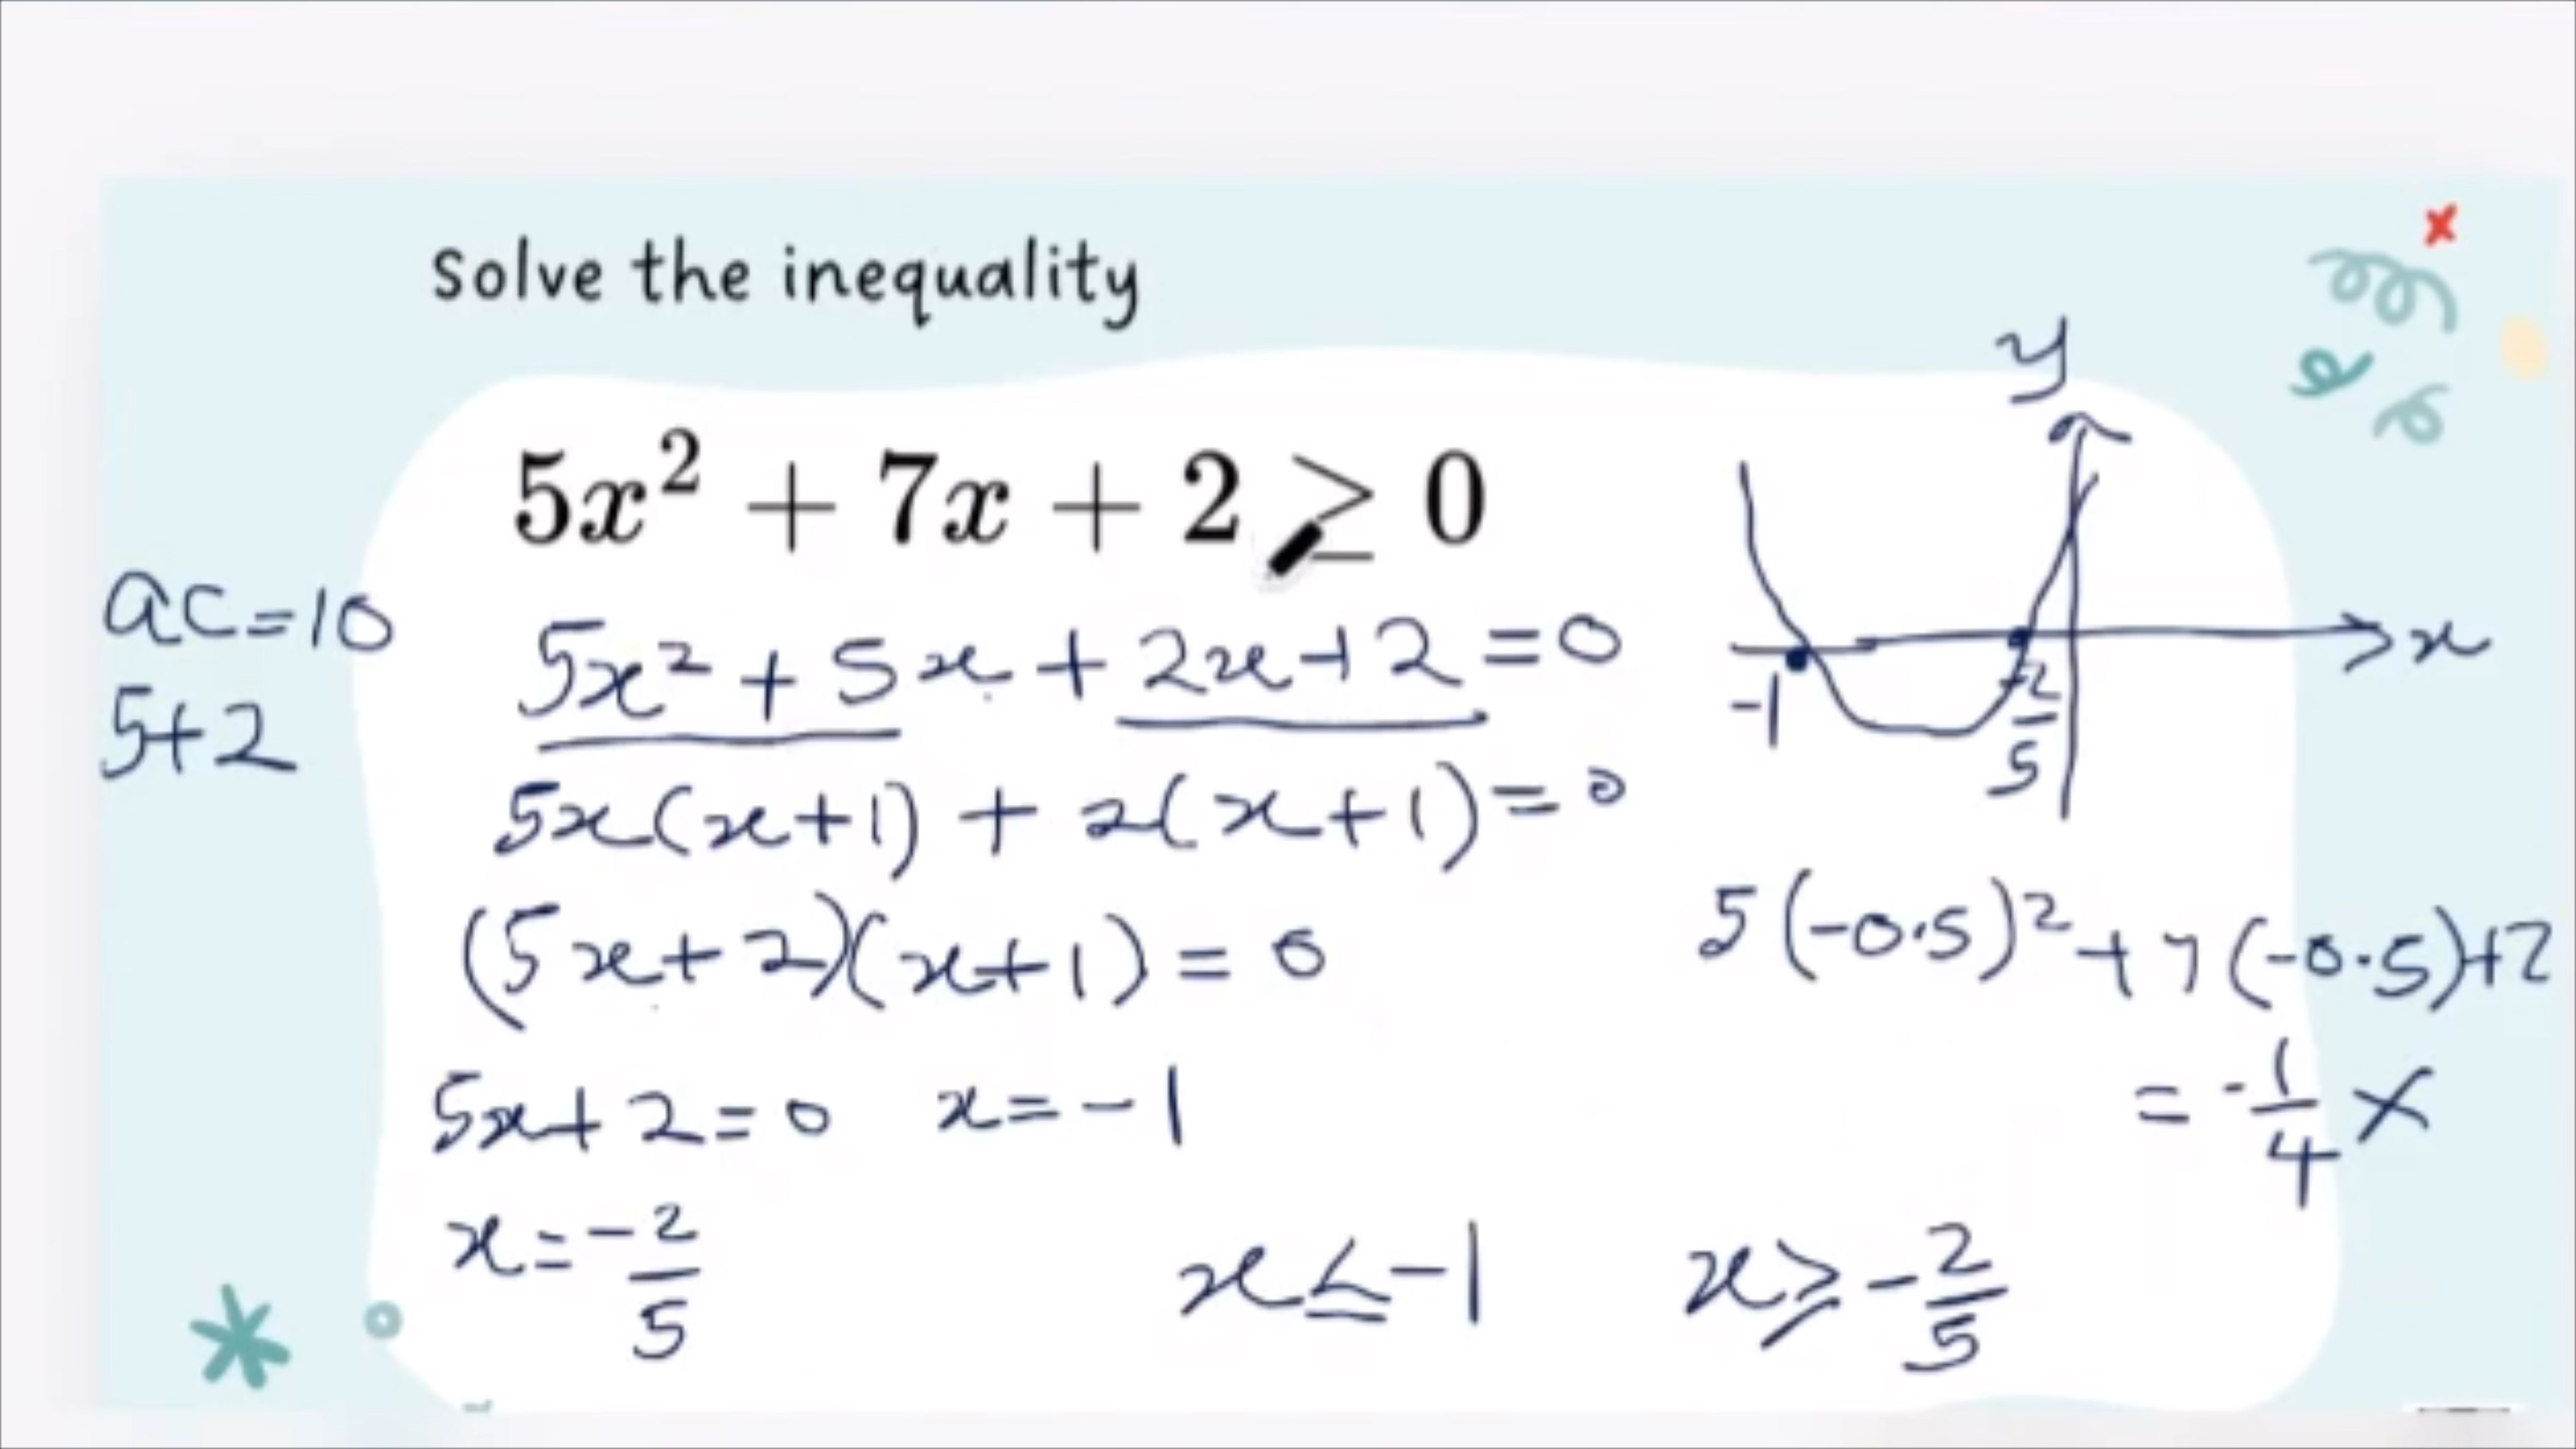 Solve the inequality
5x² + 7x + 2 ≥ 0
ac=10
5+2
5x² + 5x + 2x+2 = 0
5x(x+1) + 2(x+1) = 0
(5x+2)(x+1) = 0
5x+2=0 x=-1
x=-2/5
x≤-1 x≥-2/5
y
x
-1
-2/5
5(-0.5)²+7(-0.5)+2
= -1/4 ×